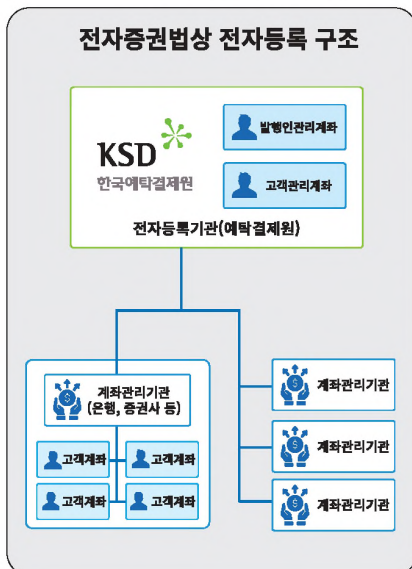 전자증권법상 전자등록 구조
KSD
한국예탁결제원
발행인관리계좌
고객관리계좌
전자등록기관(예탁결제원)
계좌관리기관
(은행, 증권사 등)
고객계좌
고객계좌
고객계좌
고객계좌
계좌관리기관
계좌관리기관
계좌관리기관